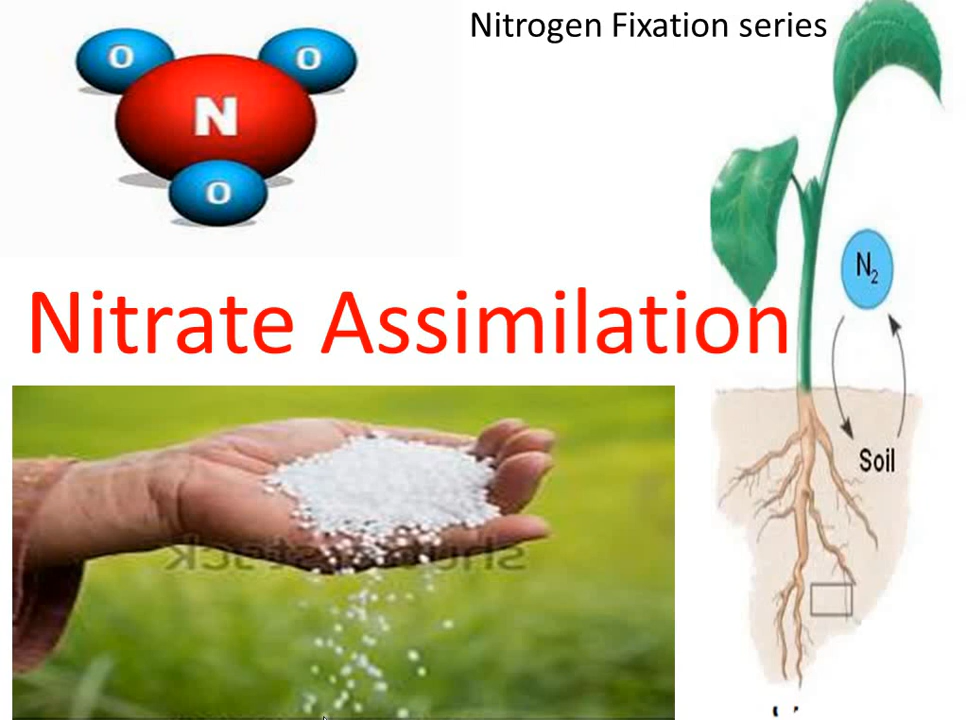 Nitrogen Fixation series
O
O
N
O
N₂
Nitrate Assimilation
Soil